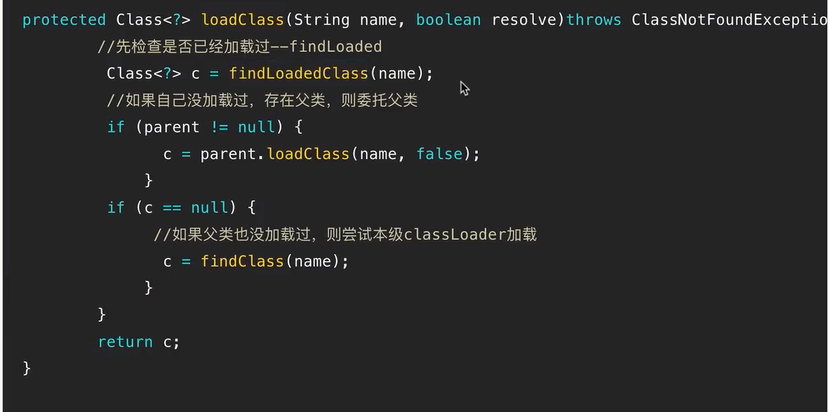 protected Class<?> loadClass(String name, boolean resolve)throws ClassNotFoundExceptio
//先检查是否已经加载过--findLoaded
Class<?> c = findLoadedClass(name);
//如果自己没加载过，存在父类，则委托父类
if (parent != null) {
c = parent.loadClass(name, false);
}
if (c == null) {
//如果父类也没加载过，则尝试本级classLoader加载
c = findClass(name);
}
}
return c;
}